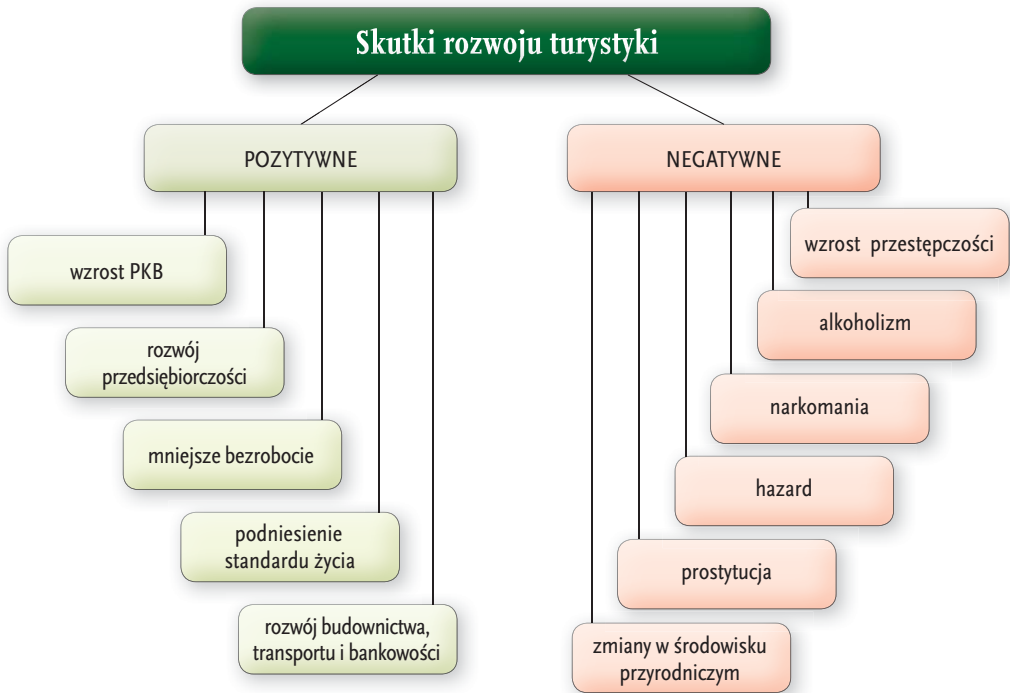 Skutki rozwoju turystyki
POZYTYWNE
wzrost PKB
rozwój
przedsiębiorczości
mniejsze bezrobocie
podniesienie
standardu życia
rozwój budownictwa,
transportu i bankowości
NEGATYWNE
wzrost przestępczości
alkoholizm
narkomania
hazard
prostytucja
zmiany w środowisku
przyrodniczym